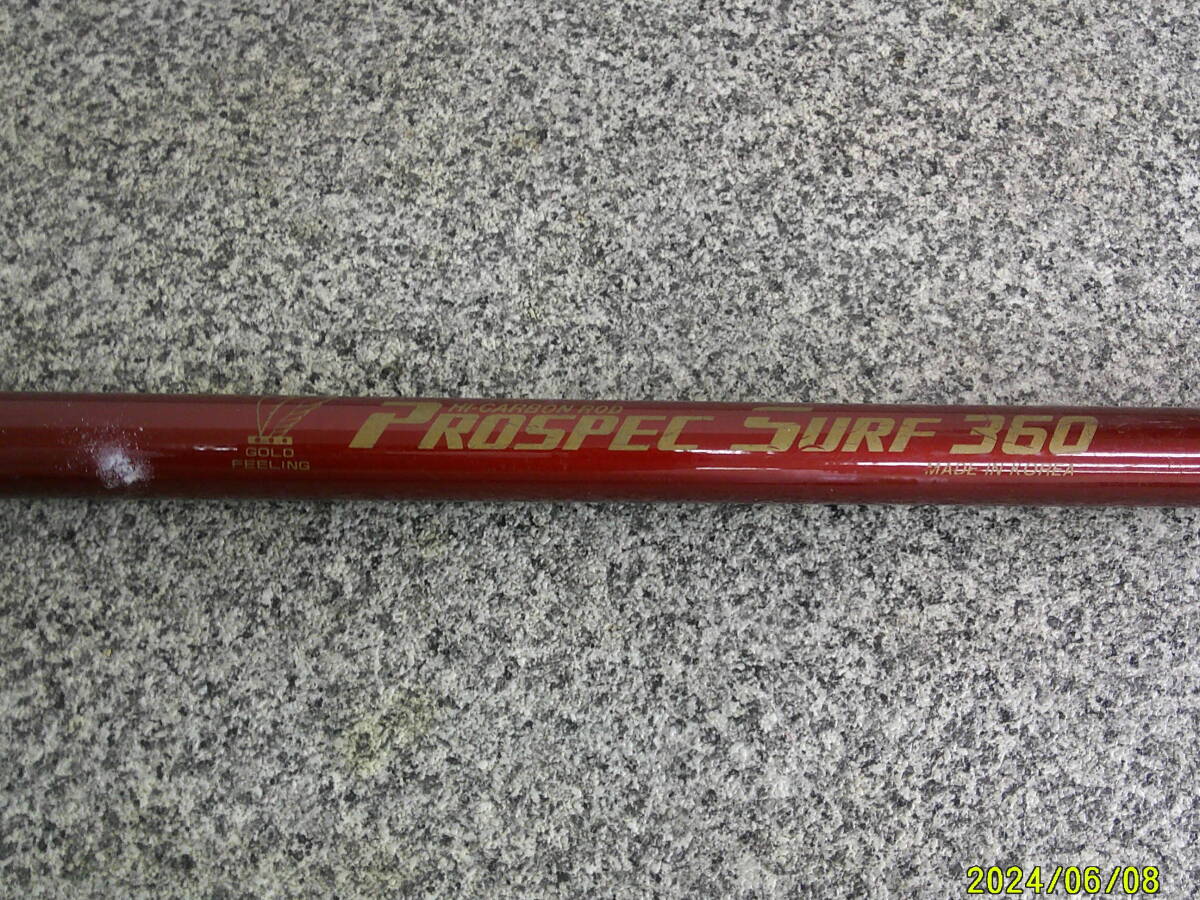 HI-CARBON ROD
PROSPEC SURF 360
GOLD
FEELING
MADE IN KOREA
2024/06/08